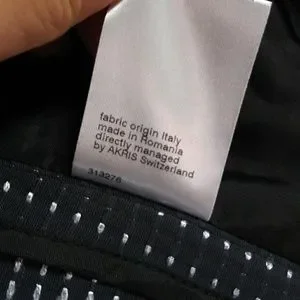 fabric origin Italy
made in Romania
directly managed
by AKRIS Switzerland
313276